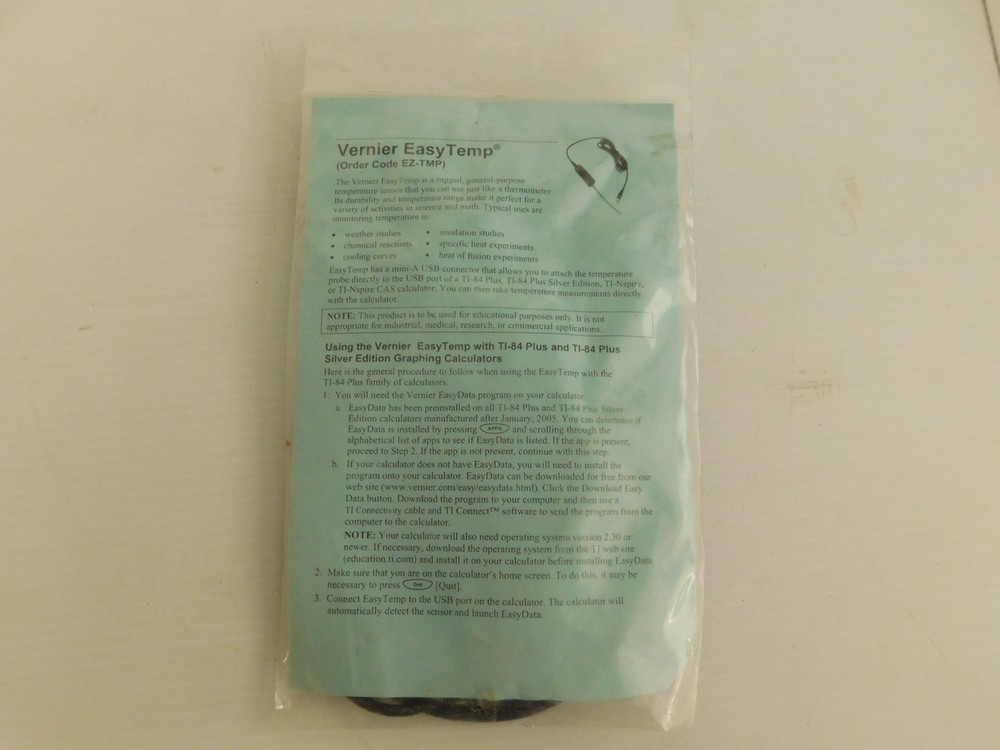 Vernier EasyTemp®
(Order Code EZ-TMP)
The Vernier EasyTemp is a rugged, general-purpose
temperature sensor that you can use just like a thermometer.
Its durability and temperature range make it perfect for a
variety of activities in science and math. Typical uses are
monitoring temperature in:
• weather studies • insulation studies
• chemical reactions • specific heat experiments
• cooling curves • heat of fusion experiments
EasyTemp has a mini-A USB connector that allows you to attach the temperature
probe directly to the USB port of a TI-84 Plus, TI-84 Plus Silver Edition, TI-Nspire,
or TI-Nspire CAS calculator. You can then take temperature measurements directly
with the calculator.
NOTE: This product is to be used for educational purposes only. It is not
appropriate for industrial, medical, research, or commercial applications.
Using the Vernier EasyTemp with TI-84 Plus and TI-84 Plus
Silver Edition Graphing Calculators
Here is the general procedure to follow when using the EasyTemp with the
TI-84 Plus family of calculators.
1. You will need the Vernier EasyData program on your calculator.
a. EasyData has been preinstalled on all TI-84 Plus and TI-84 Plus Silver
Edition calculators manufactured after January, 2005. You can determine if
EasyData is installed by pressing APPS and scrolling through the
alphabetical list of apps to see if EasyData is listed. If the app is present,
proceed to Step 2. If the app is not present, continue with this step.
b. If your calculator does not have EasyData, you will need to install the
program onto your calculator. EasyData can be downloaded for free from our
web site (www.vernier.com/easy/easydata.html). Click the Download Easy
Data button. Download the program to your computer and then use a
TI Connectivity cable and TI Connect™ software to send the program from the
computer to the calculator.
NOTE: Your calculator will also need operating system version 2.30 or
newer. If necessary, download the operating system from the TI web site
(education.ti.com) and install it on your calculator before installing EasyData.
2. Make sure that you are on the calculator's home screen. To do this, it may be
necessary to press 2nd [Quit].
3. Connect EasyTemp to the USB port on the calculator. The calculator will
automatically detect the sensor and launch EasyData.